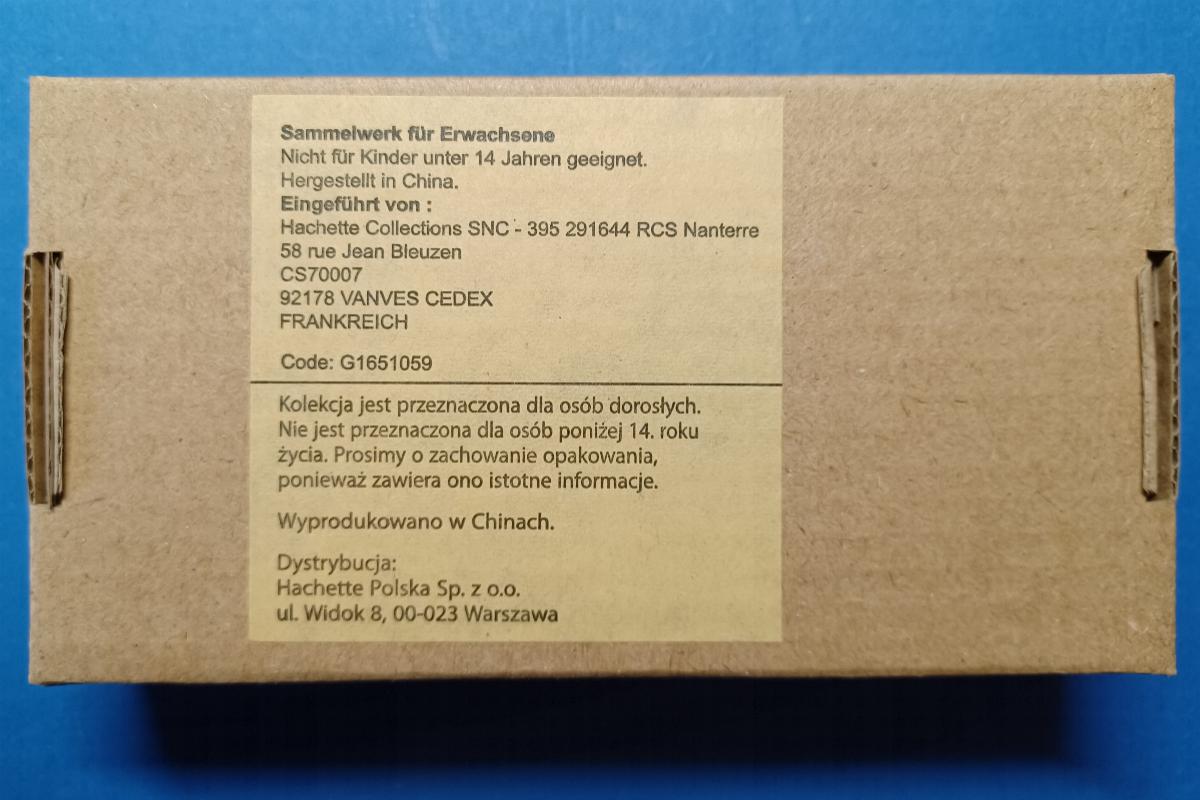 Sammelwerk für Erwachsene
Nicht für Kinder unter 14 Jahren geeignet.
Hergestellt in China.
Eingeführt von :
Hachette Collections SNC - 395 291644 RCS Nanterre
58 rue Jean Bleuzen
CS70007
92178 VANVES CEDEX
FRANKREICH
Code: G1651059
Kolekcja jest przeznaczona dla osób dorosłych.
Nie jest przeznaczona dla osób poniżej 14. roku
życia. Prosimy o zachowanie opakowania,
ponieważ zawiera ono istotne informacje.
Wyprodukowano w Chinach.
Dystrybucja:
Hachette Polska Sp. z o.o.
ul. Widok 8, 00-023 Warszawa